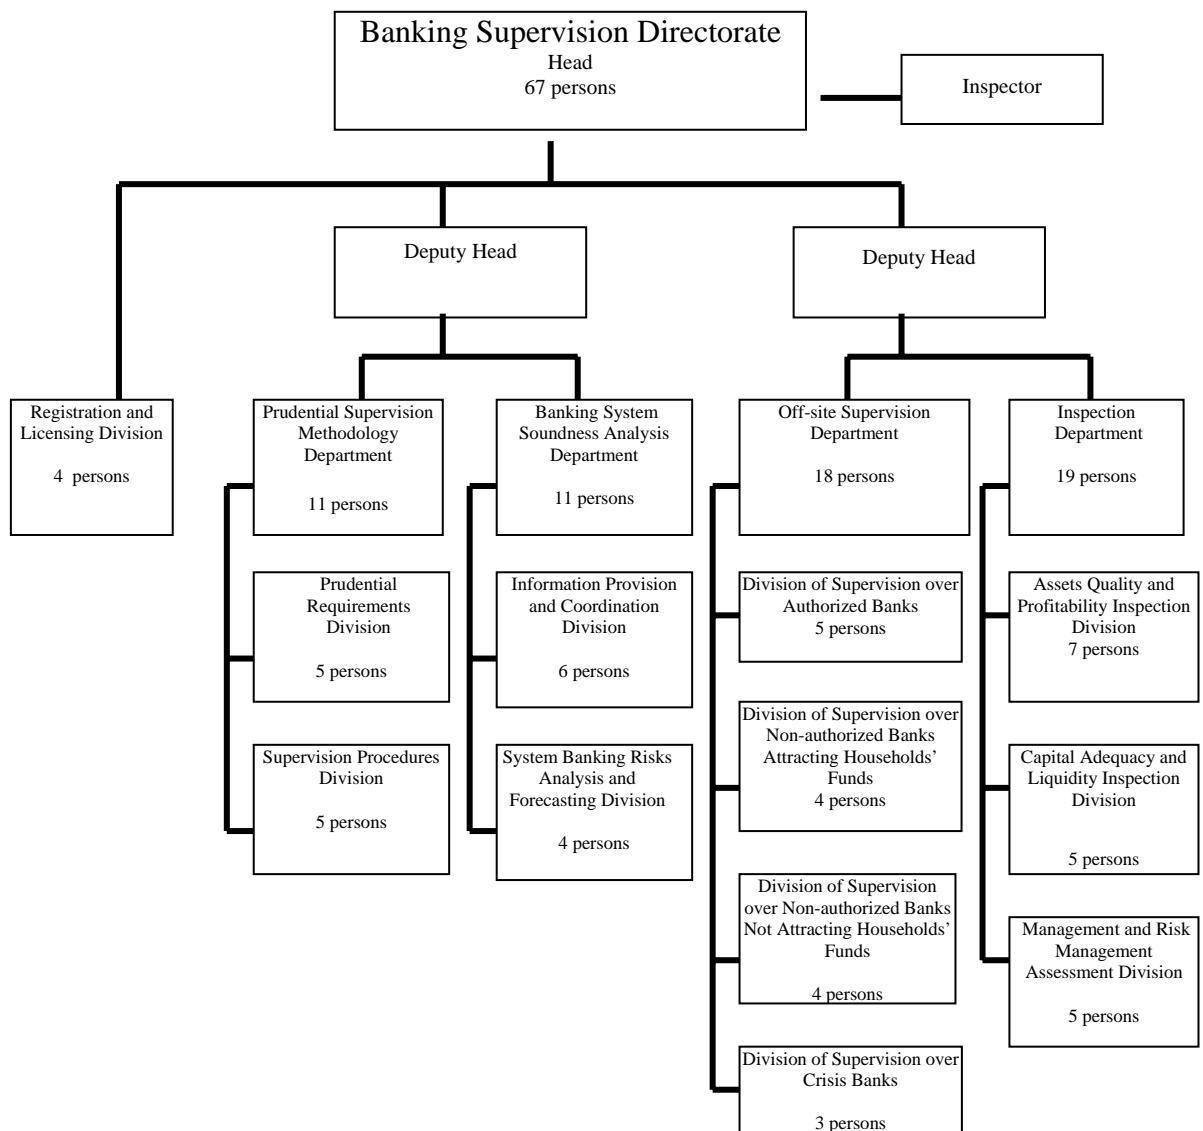 Banking Supervision Directorate
Head
67 persons
Inspector
Deputy Head
Deputy Head
Registration and
Licensing Division
4 persons
Prudential Supervision
Methodology
Department
11 persons
Banking System
Soundness Analysis
Department
11 persons
Off-site Supervision
Department
18 persons
Inspection
Department
19 persons
Prudential
Requirements
Division
5 persons
Information Provision
and Coordination
Division
6 persons
Division of Supervision over
Authorized Banks
5 persons
Assets Quality and
Profitability Inspection
Division
7 persons
Division of Supervision over
Non-authorized Banks
Attracting Households’
Funds
4 persons
Supervision Procedures
Division
5 persons
System Banking Risks
Analysis and
Forecasting Division
4 persons
Capital Adequacy and
Liquidity Inspection
Division
5 persons
Division of Supervision
over Non-authorized Banks
Not Attracting Households’
Funds
4 persons
Management and Risk
Management
Assessment Division
5 persons
Division of Supervision over
Crisis Banks
3 persons